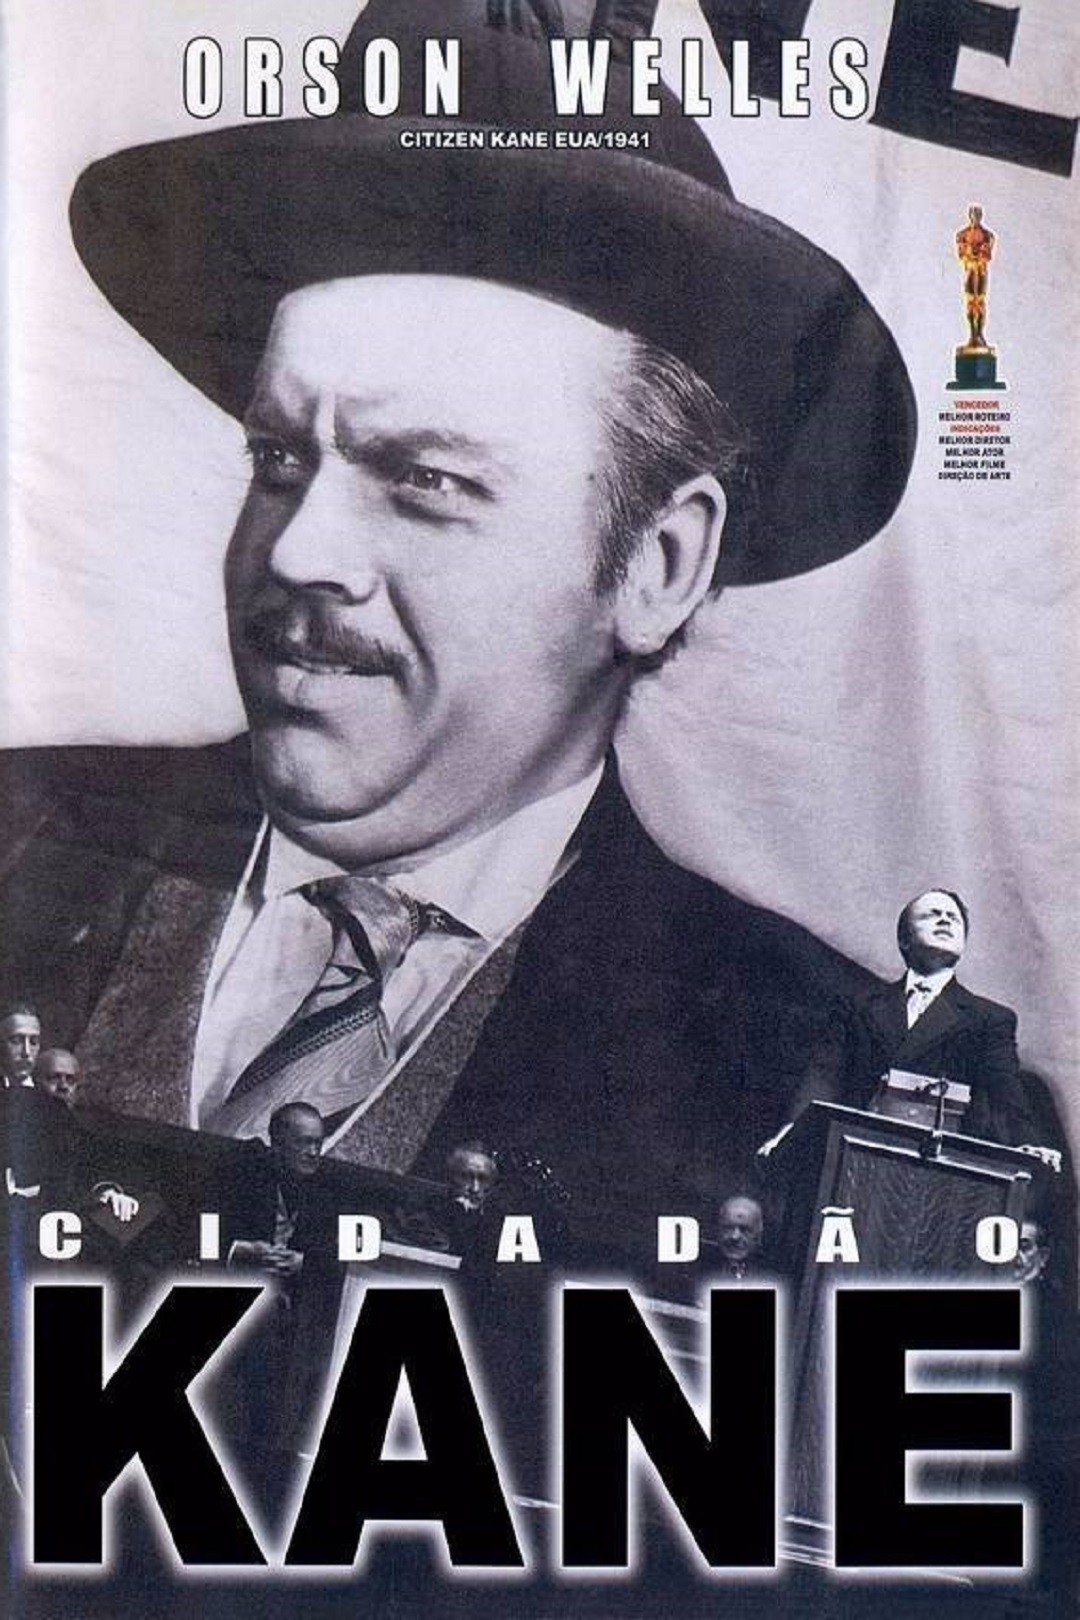 NE
ORSON WELLES
CITIZEN KANE EUA/1941
VENCEDOR
MELHOR ROTEIRO
INDICAÇÕES
MELHOR DIRETOR
MELHOR ATOR
MELHOR FILME
DIREÇÃO DE ARTE
CIDADÃO
KANE